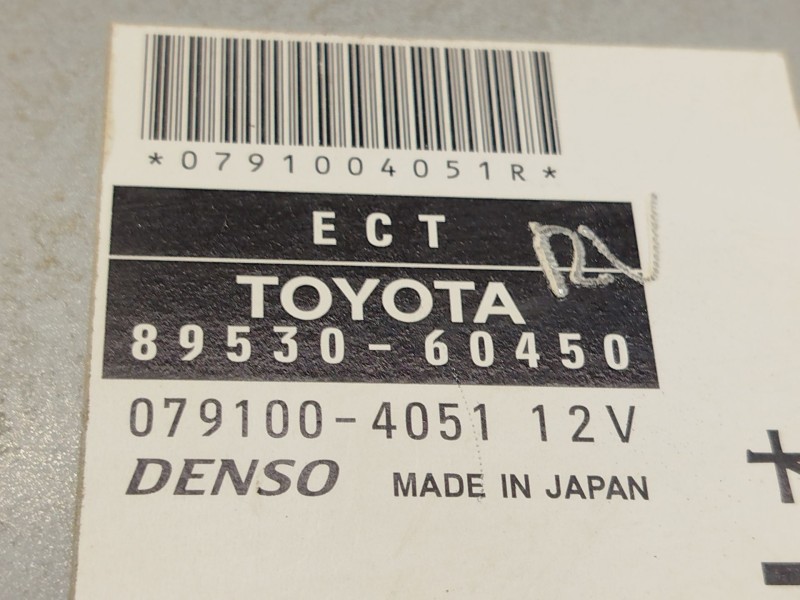 *0791004051R*
ECT
TOYOTA
89530-60450
079100-4051 12V
DENSO MADE IN JAPAN